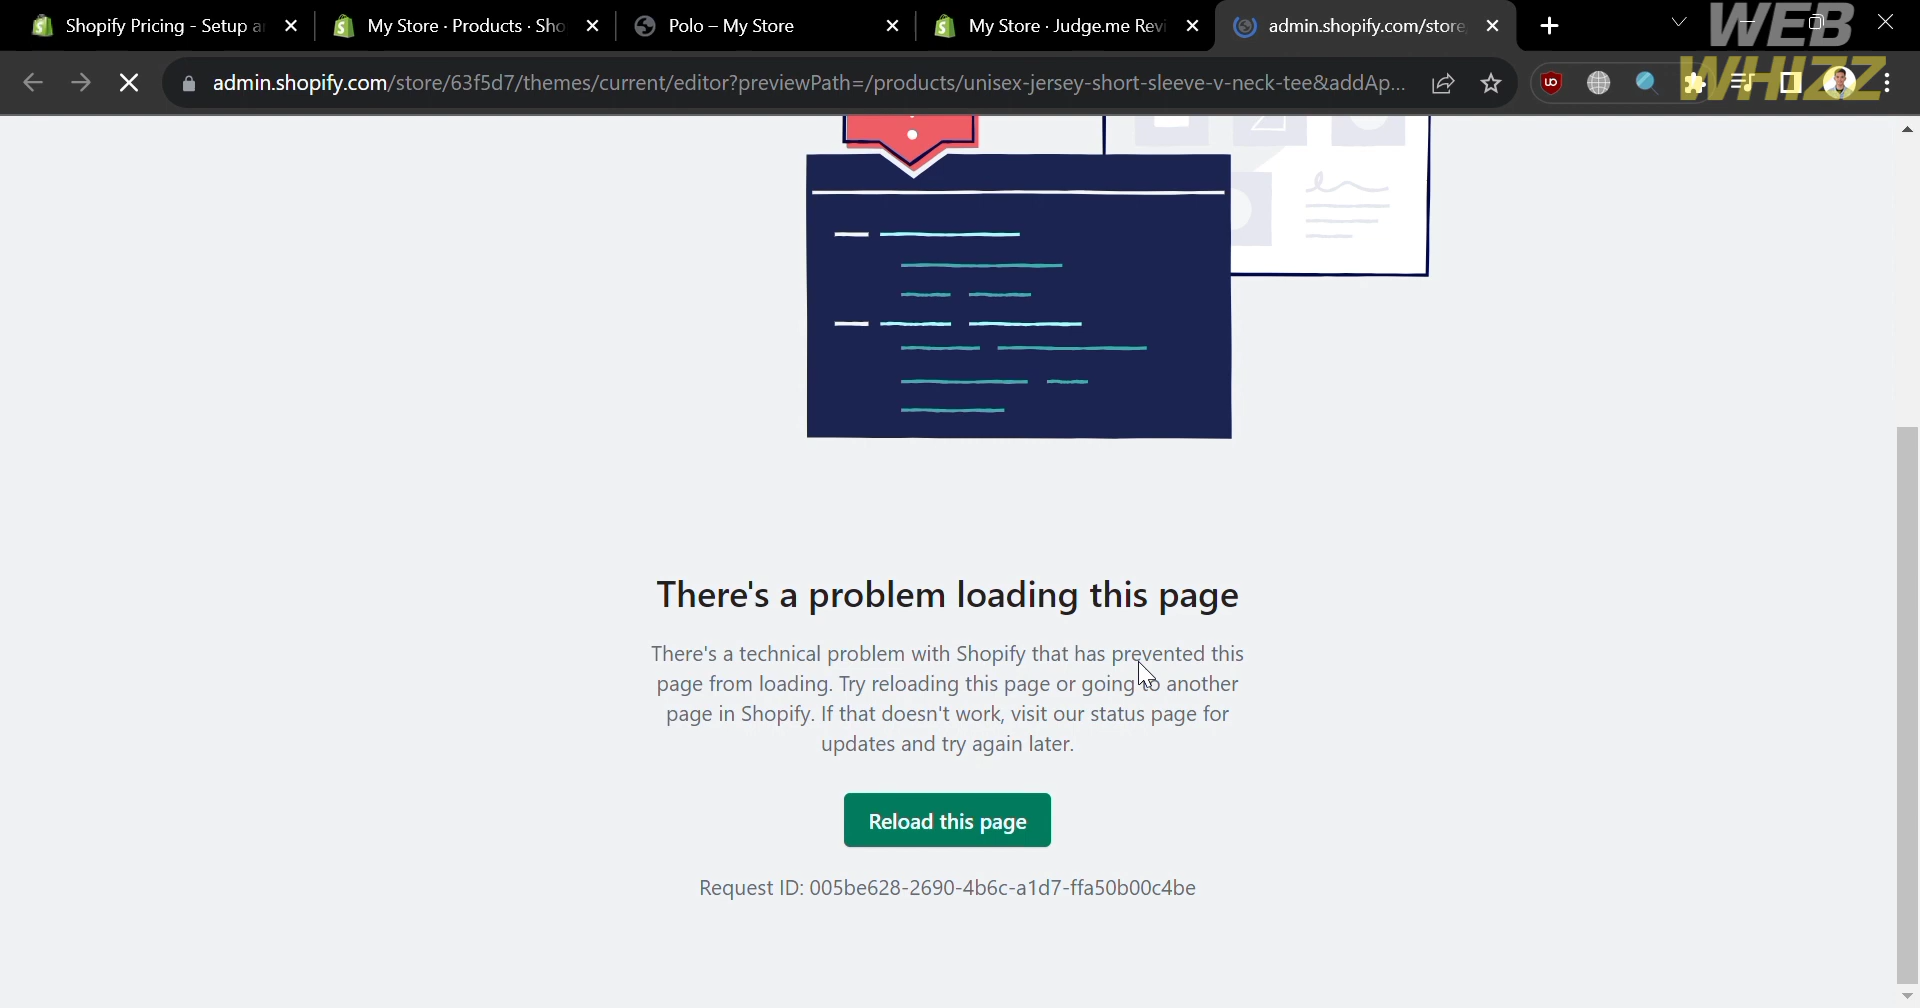 Shopify Pricing - Setup a
My Store · Products · Sho
Polo – My Store
My Store · Judge.me Revi
admin.shopify.com/store
WEB
WHIZZ
admin.shopify.com/store/63f5d7/themes/current/editor?previewPath=/products/unisex-jersey-short-sleeve-v-neck-tee&addAp...
There's a problem loading this page
There's a technical problem with Shopify that has prevented this
page from loading. Try reloading this page or going to another
page in Shopify. If that doesn't work, visit our status page for
updates and try again later.
Reload this page
Request ID: 005be628-2690-4b6c-a1d7-ffa50b00c4be